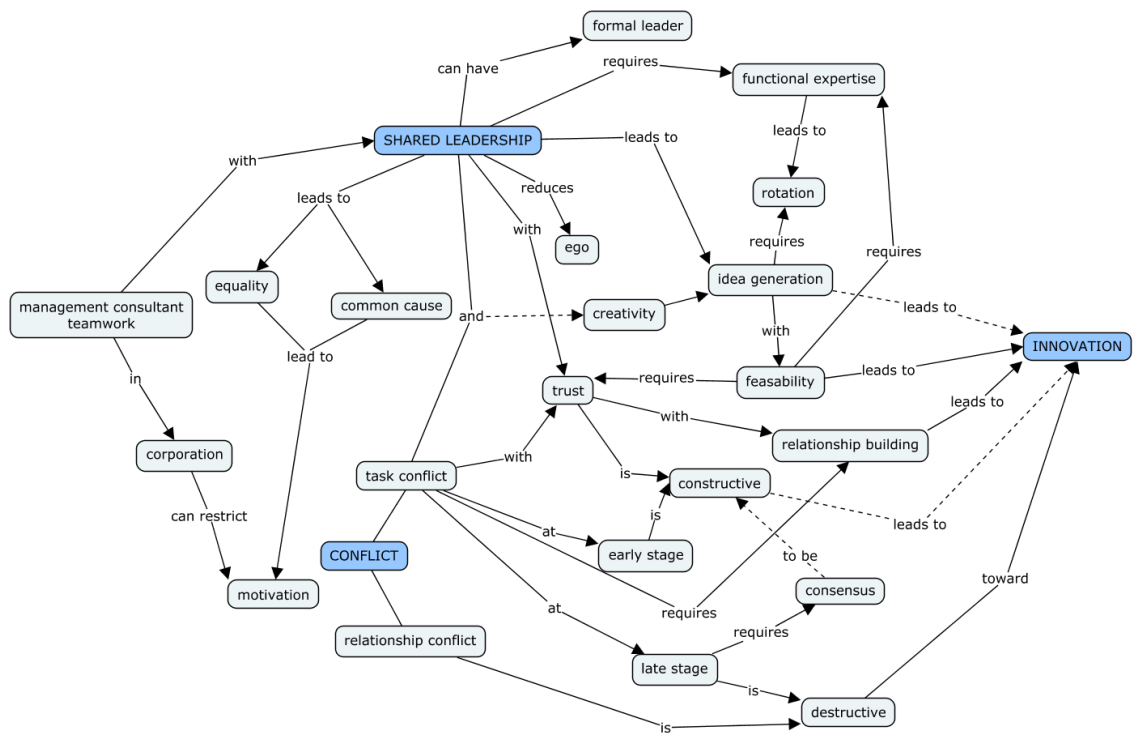 formal leader
can have
requires
functional expertise
SHARED LEADERSHIP
leads to
leads to
with
reduces
rotation
leads to
with
ego
requires
requires
equality
common cause
idea generation
management consultant
teamwork
and
creativity
leads to
with
INNOVATION
lead to
in
trust
requires
feasability
leads to
with
leads to
corporation
with
relationship building
task conflict
is
constructive
can restrict
is
leads to
at
CONFLICT
early stage
to be
motivation
at
requires
consensus
toward
relationship conflict
requires
late stage
is
destructive
is